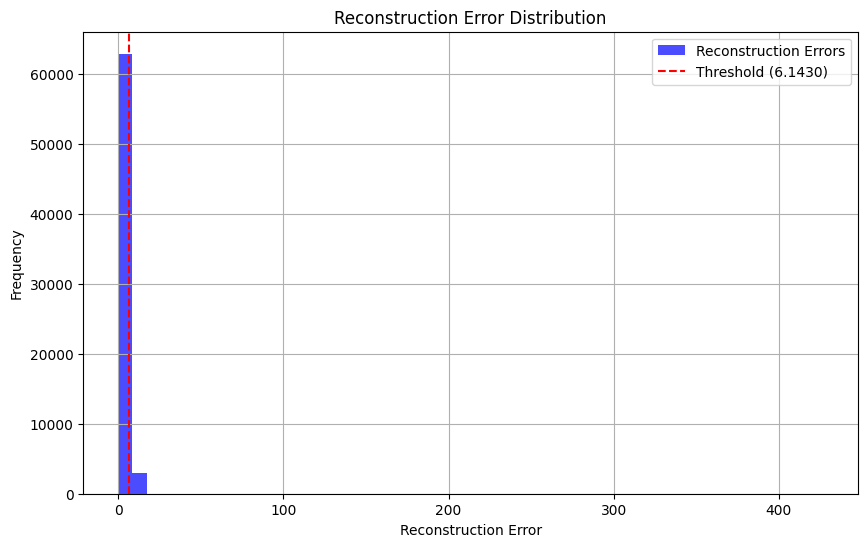 Reconstruction Error Distribution
Reconstruction Errors
Threshold (6.1430)
60000
50000
40000
30000
20000
10000
0
Frequency
0 100 200 300 400
Reconstruction Error